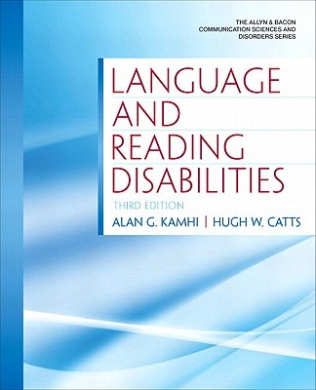 THE ALLYN & BACON
COMMUNICATION SCIENCES AND
DISORDERS SERIES
LANGUAGE
AND
READING
DISABILITIES
THIRD EDITION
ALAN G. KAMHI | HUGH W. CATTS